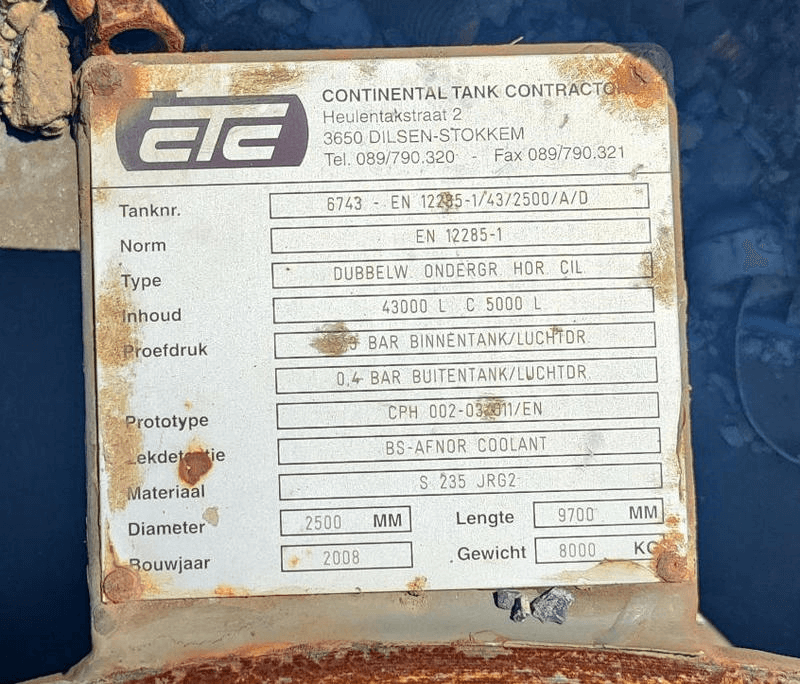 CTC
CONTINENTAL TANK
Heulentakstraat 2
3650 DILSEN-STOKKEM
Tel. 089/790.320 - Fax 089/790.321
Tanknr. 6743 - EN 12285-1/43/2500/A/D
Norm EN 12285-1
Type DUBBELW. ONDERGR. HOR. CIL.
Inhoud 43000 L C 5000 L
Proefdruk BAR BINNENTANK/LUCHTDR.
0,4 BAR BUITENTANK/LUCHTDR.
Prototype CPH
Lekdetectie BS-AFNOR COOLANT
Materiaal S 235 JRG2
Diameter 2500 MM Lengte 9700 MM
Bouwjaar 2008 Gewicht 8000 KG